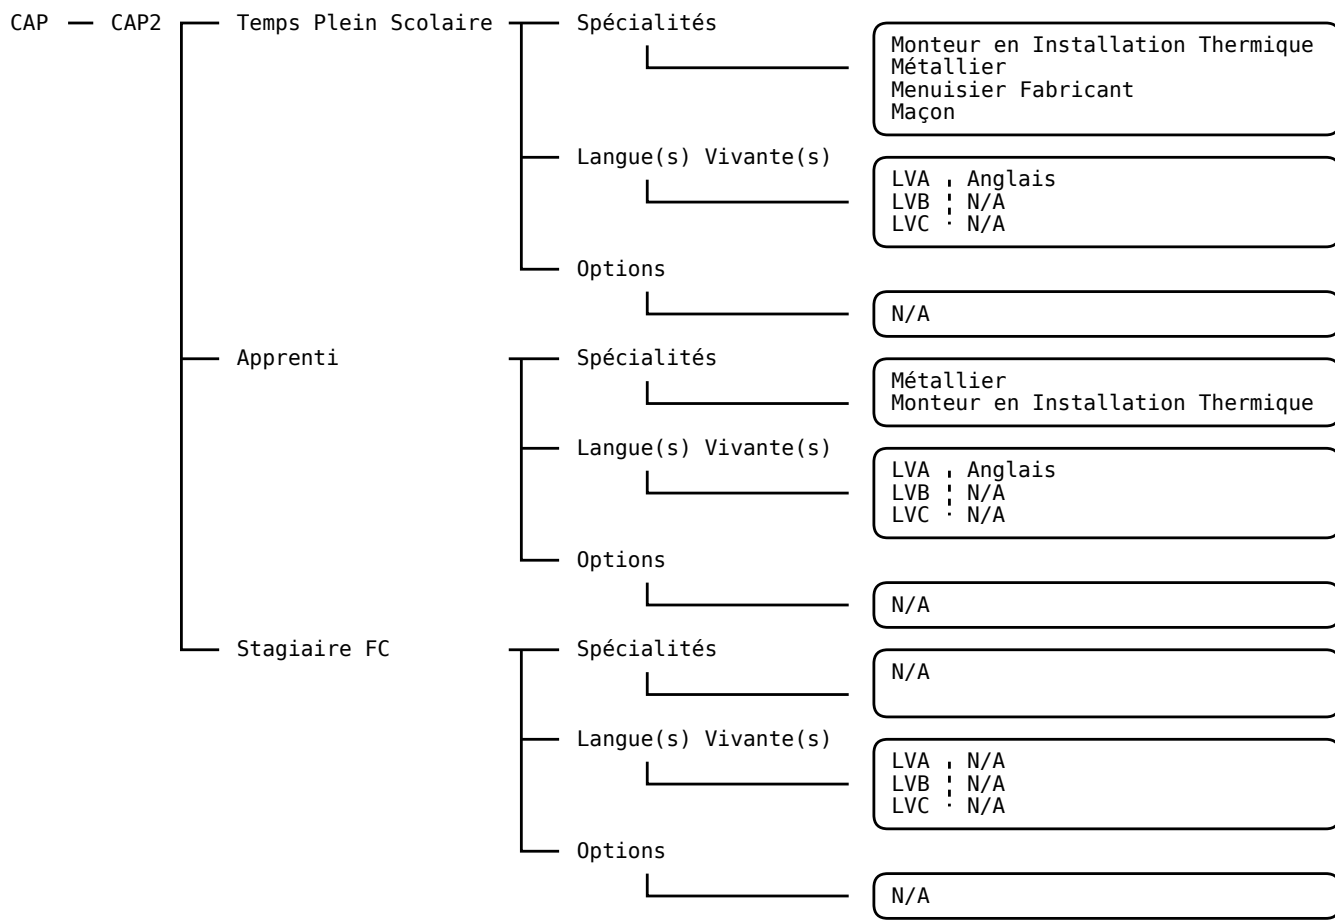 CAP CAP2 Temps Plein Scolaire Spécialités
Monteur en Installation Thermique
Métallier
Menuisier Fabricant
Maçon
Langue(s) Vivante(s)
LVA Anglais
LVB N/A
LVC N/A
Options
N/A
Apprenti Spécialités
Métallier
Monteur en Installation Thermique
Langue(s) Vivante(s)
LVA Anglais
LVB N/A
LVC N/A
Options
N/A
Stagiaire FC Spécialités
N/A
Langue(s) Vivante(s)
LVA N/A
LVB N/A
LVC N/A
Options
N/A